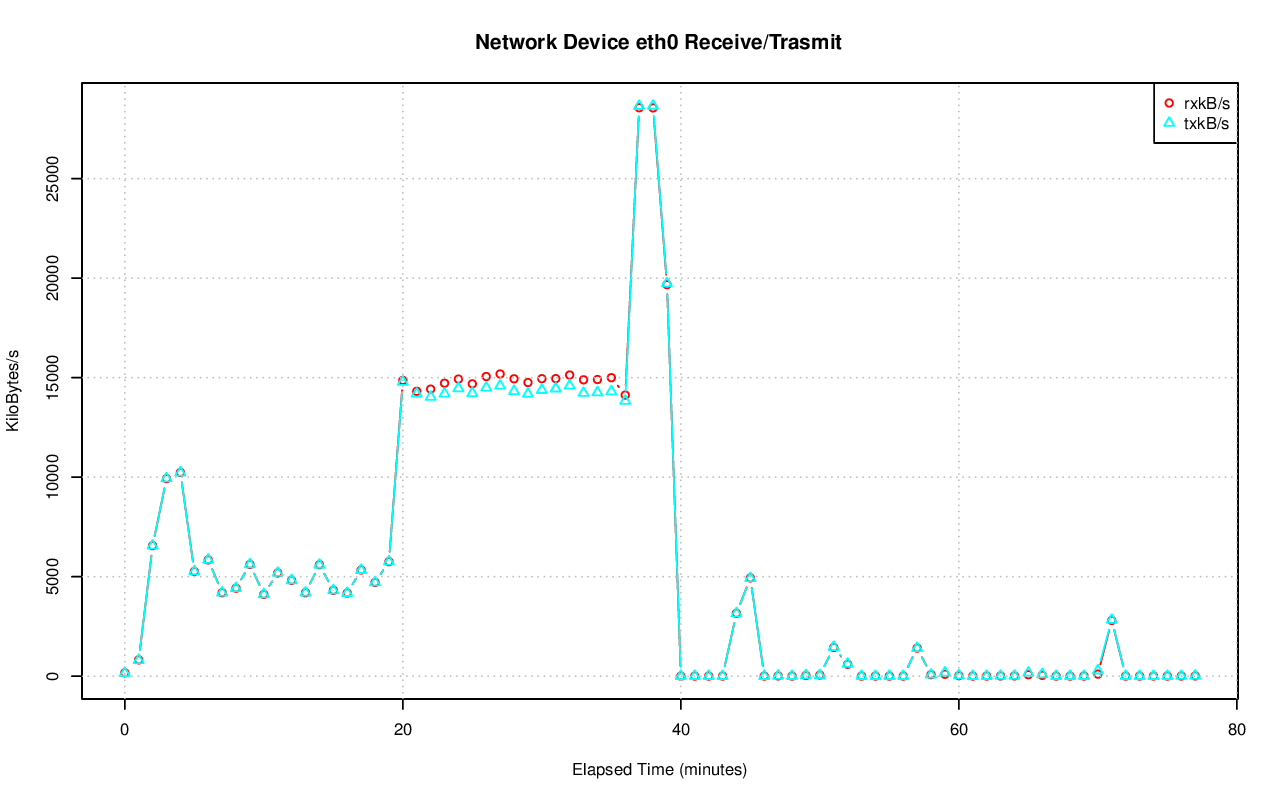 Network Device eth0 Receive/Trasmit
rxkB/s
txkB/s
KiloBytes/s
25000
20000
15000
10000
5000
0
0 20 40 60 80
Elapsed Time (minutes)